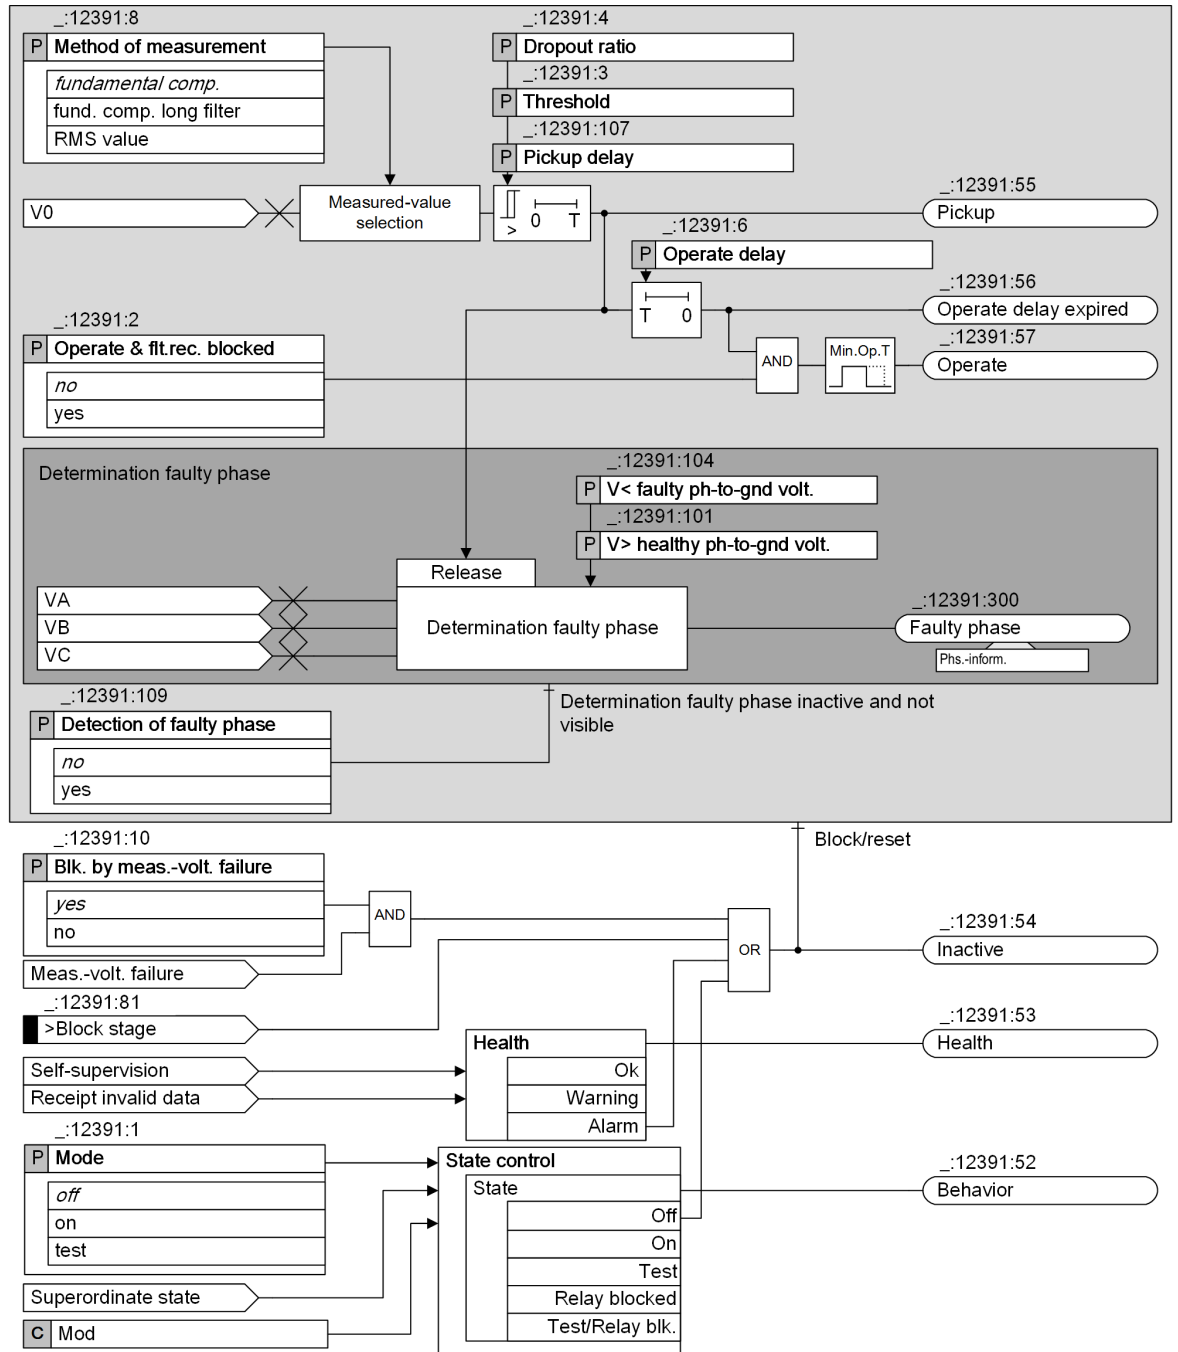 _:12391:8
P Method of measurement
fundamental comp.
fund. comp. long filter
RMS value
_:12391:4
P Dropout ratio
_:12391:3
P Threshold
_:12391:107
P Pickup delay
V0
Measured-value
selection
> 0 T
_:12391:55
Pickup
_:12391:6
P Operate delay
T 0
_:12391:56
Operate delay expired
_:12391:2
P Operate & flt.rec. blocked
no
yes
AND
Min.Op.T
_:12391:57
Operate
Determination faulty phase
_:12391:104
P V< faulty ph-to-gnd volt.
_:12391:101
P V> healthy ph-to-gnd volt.
Release
VA
VB
VC
Determination faulty phase
_:12391:300
Faulty phase
Phs.-inform.
_:12391:109
P Detection of faulty phase
no
yes
Determination faulty phase inactive and not
visible
_:12391:10
P Blk. by meas.-volt. failure
yes
no
Meas.-volt. failure
AND
Block/reset
OR
_:12391:54
Inactive
_:12391:81
>Block stage
Self-supervision
Receipt invalid data
Health
Ok
Warning
Alarm
_:12391:53
Health
_:12391:1
P Mode
off
on
test
Superordinate state
C Mod
State control
State
Off
On
Test
Relay blocked
Test/Relay blk.
_:12391:52
Behavior